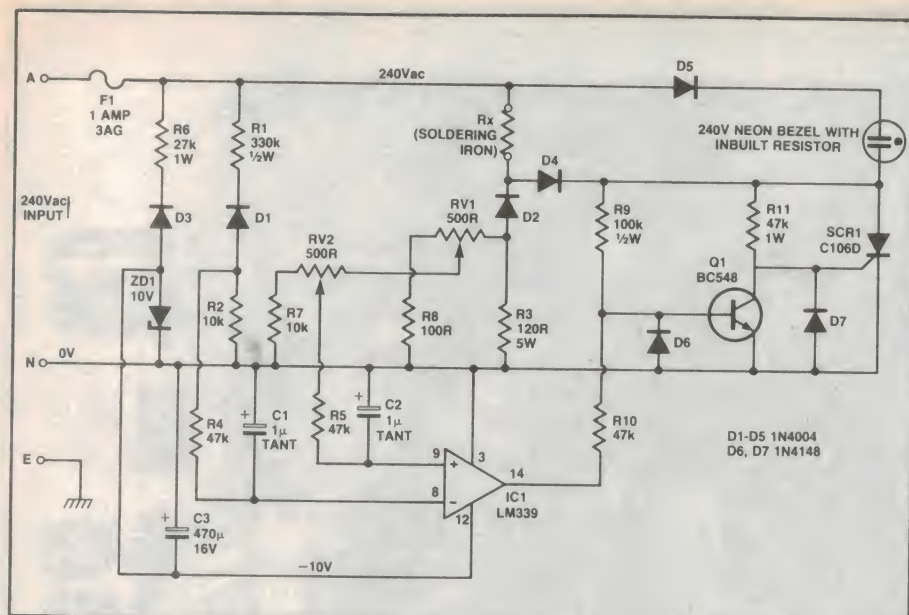 A
F1
1 AMP
3AG
240Vac
D5
R6
27k
1W
R1
330k
½W
Rx
(SOLDERING
IRON)
240V NEON BEZEL WITH
INBUILT RESISTOR
D4
240Vac
INPUT
D3
D1
RV1
500R
D2
R9
100k
½W
R11
47k
1W
SCR1
C106D
RV2
500R
Q1
BC548
ZD1
10V
R2
10k
R7
10k
R8
100R
R3
120R
5W
D6
D7
N
0V
R4
47k
+
C1
1µ
TANT
R5
47k
+
C2
1µ
TANT
R10
47k
D1-D5 1N4004
D6, D7 1N4148
E
9
+
3
14
8
−
12
IC1
LM339
+
C3
470µ
16V
−10V